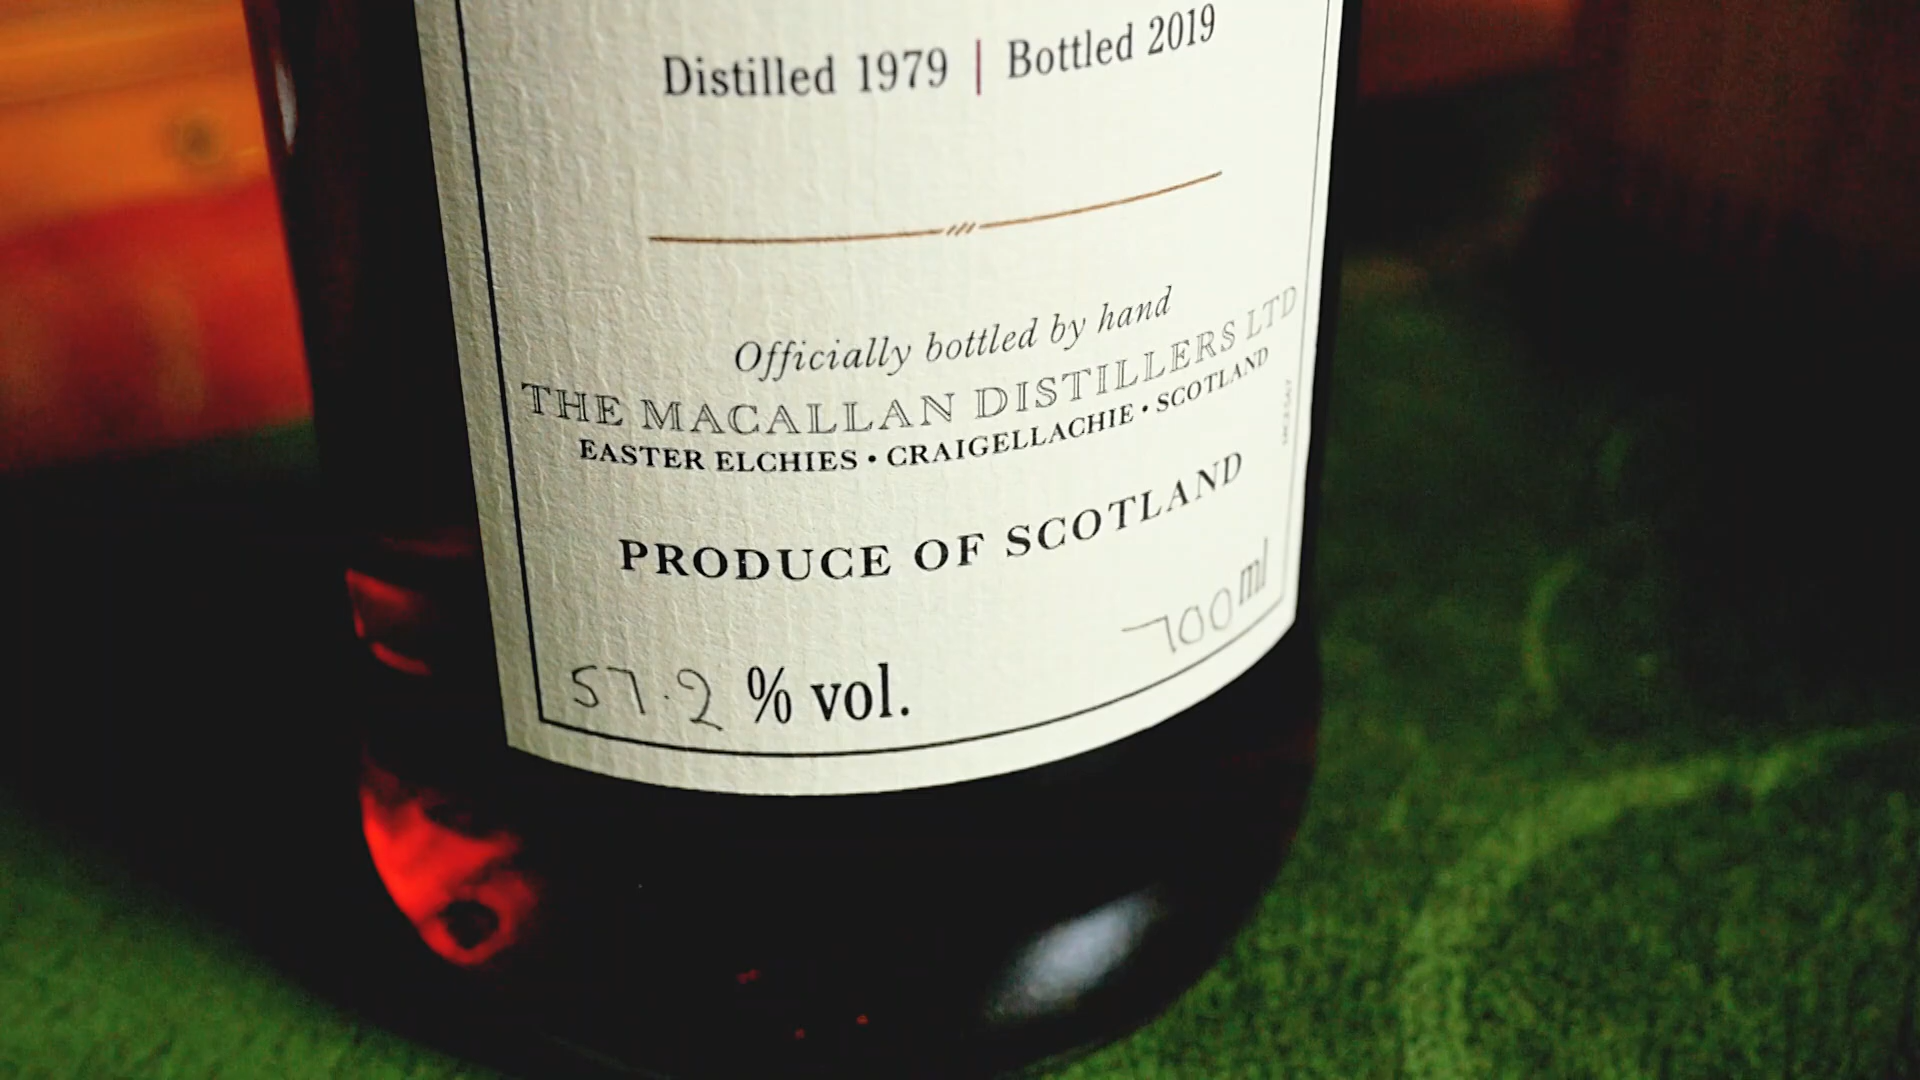 Distilled 1979 | Bottled 2019
Officially bottled by hand
THE MACALLAN DISTILLERS LTD
EASTER ELCHIES • CRAIGELLACHIE • SCOTLAND
PRODUCE OF SCOTLAND
700 ml
57.2 % vol.